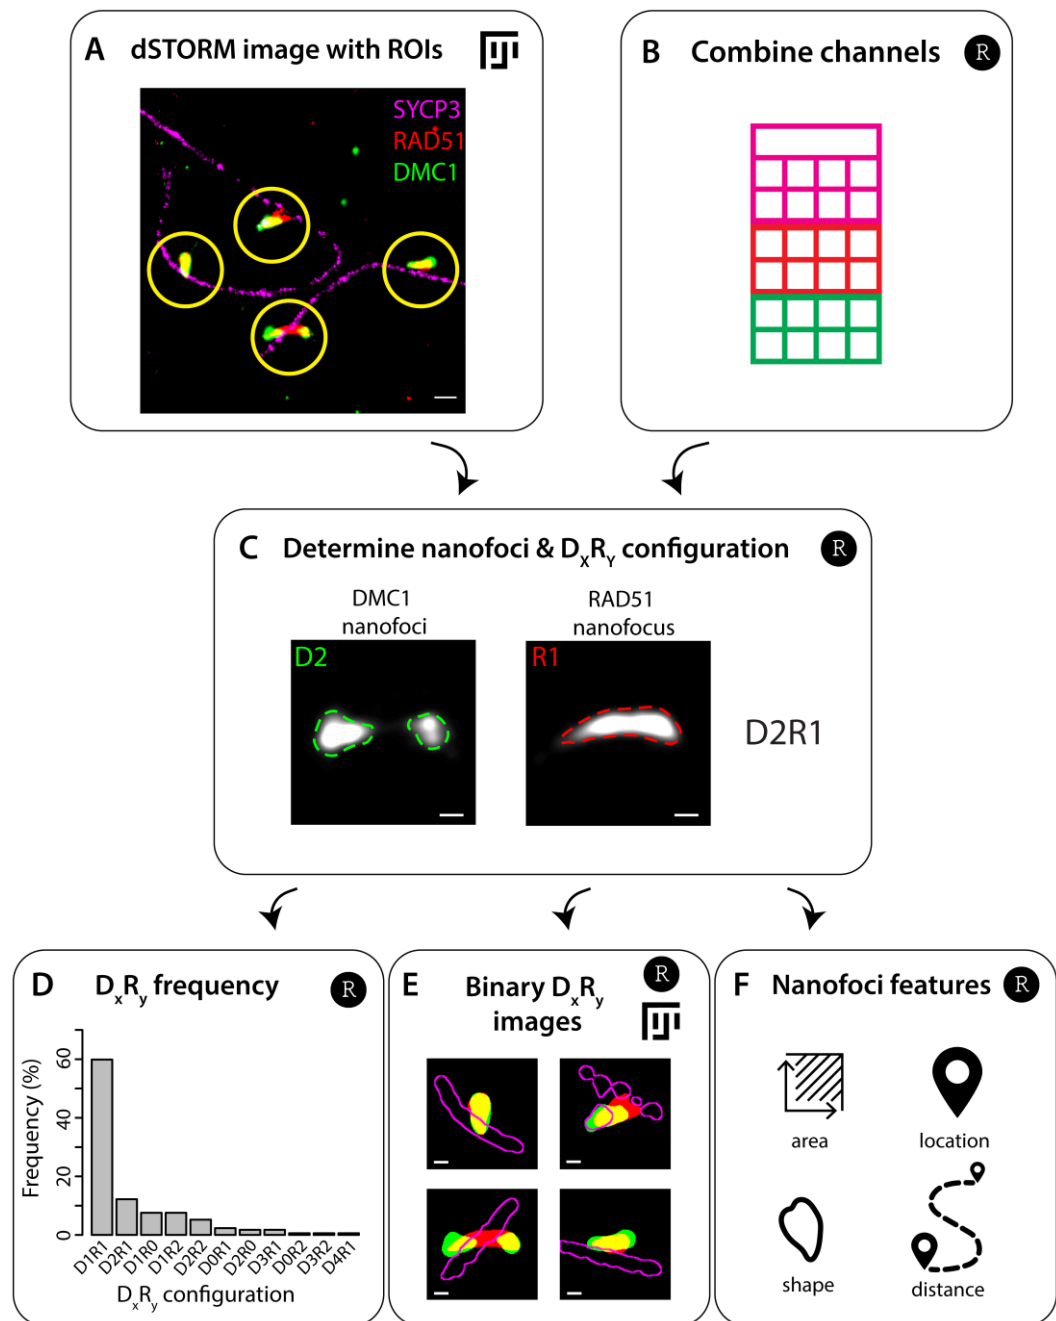 A dSTORM image with ROIs
SYCP3
RAD51
DMC1
B Combine channels R
C Determine nanofoci & DxRY configuration R
DMC1
nanofoci
RAD51
nanofocus
D2
R1
D2R1
D DxRy frequency R
Frequency (%)
60
40
20
0
D1R1
D2R1
D1R0
D1R2
D2R2
D0R1
D2R0
D3R1
D0R2
D3R2
D4R1
DxRy configuration
E Binary DxRy R
images
F Nanofoci features R
area
location
shape
distance